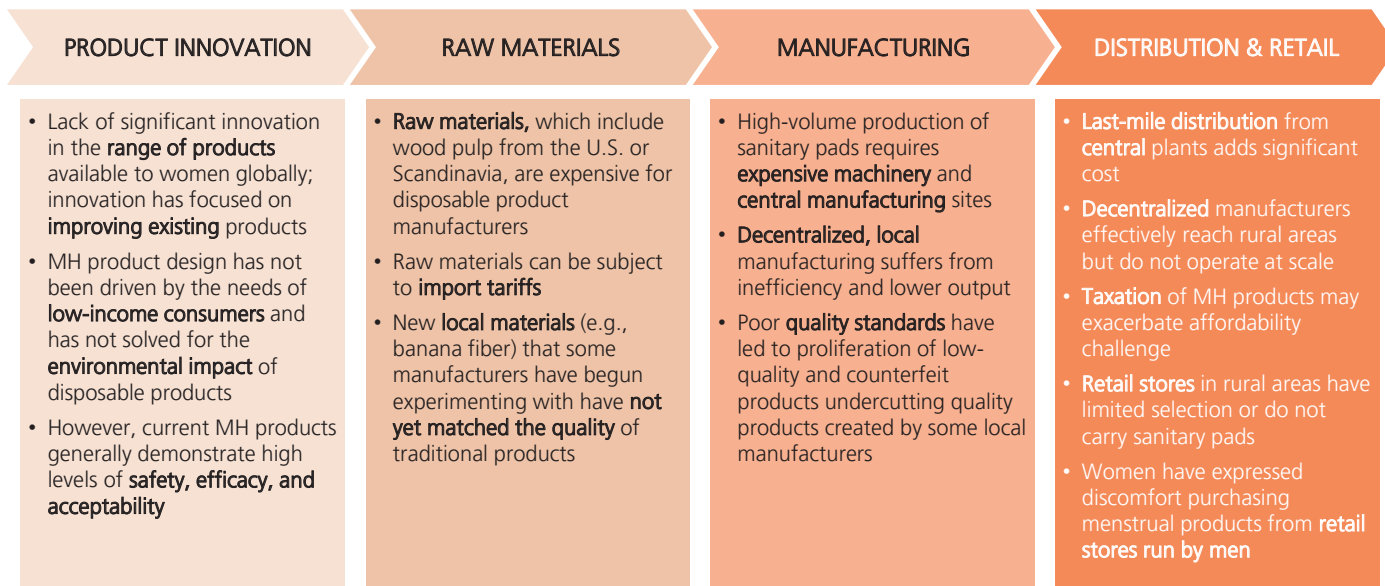 PRODUCT INNOVATION
• Lack of significant innovation
in the range of products
available to women globally;
innovation has focused on
improving existing products
• MH product design has not
been driven by the needs of
low-income consumers and
has not solved for the
environmental impact of
disposable products
• However, current MH products
generally demonstrate high
levels of safety, efficacy, and
acceptability
RAW MATERIALS
• Raw materials, which include
wood pulp from the U.S. or
Scandinavia, are expensive for
disposable product
manufacturers
• Raw materials can be subject
to import tariffs
• New local materials (e.g.,
banana fiber) that some
manufacturers have begun
experimenting with have not
yet matched the quality of
traditional products
MANUFACTURING
• High-volume production of
sanitary pads requires
expensive machinery and
central manufacturing sites
• Decentralized, local
manufacturing suffers from
inefficiency and lower output
• Poor quality standards have
led to proliferation of low-
quality and counterfeit
products undercutting quality
products created by some local
manufacturers
DISTRIBUTION & RETAIL
• Last-mile distribution from
central plants adds significant
cost
• Decentralized manufacturers
effectively reach rural areas
but do not operate at scale
• Taxation of MH products may
exacerbate affordability
challenge
• Retail stores in rural areas have
limited selection or do not
carry sanitary pads
• Women have expressed
discomfort purchasing
menstrual products from retail
stores run by men